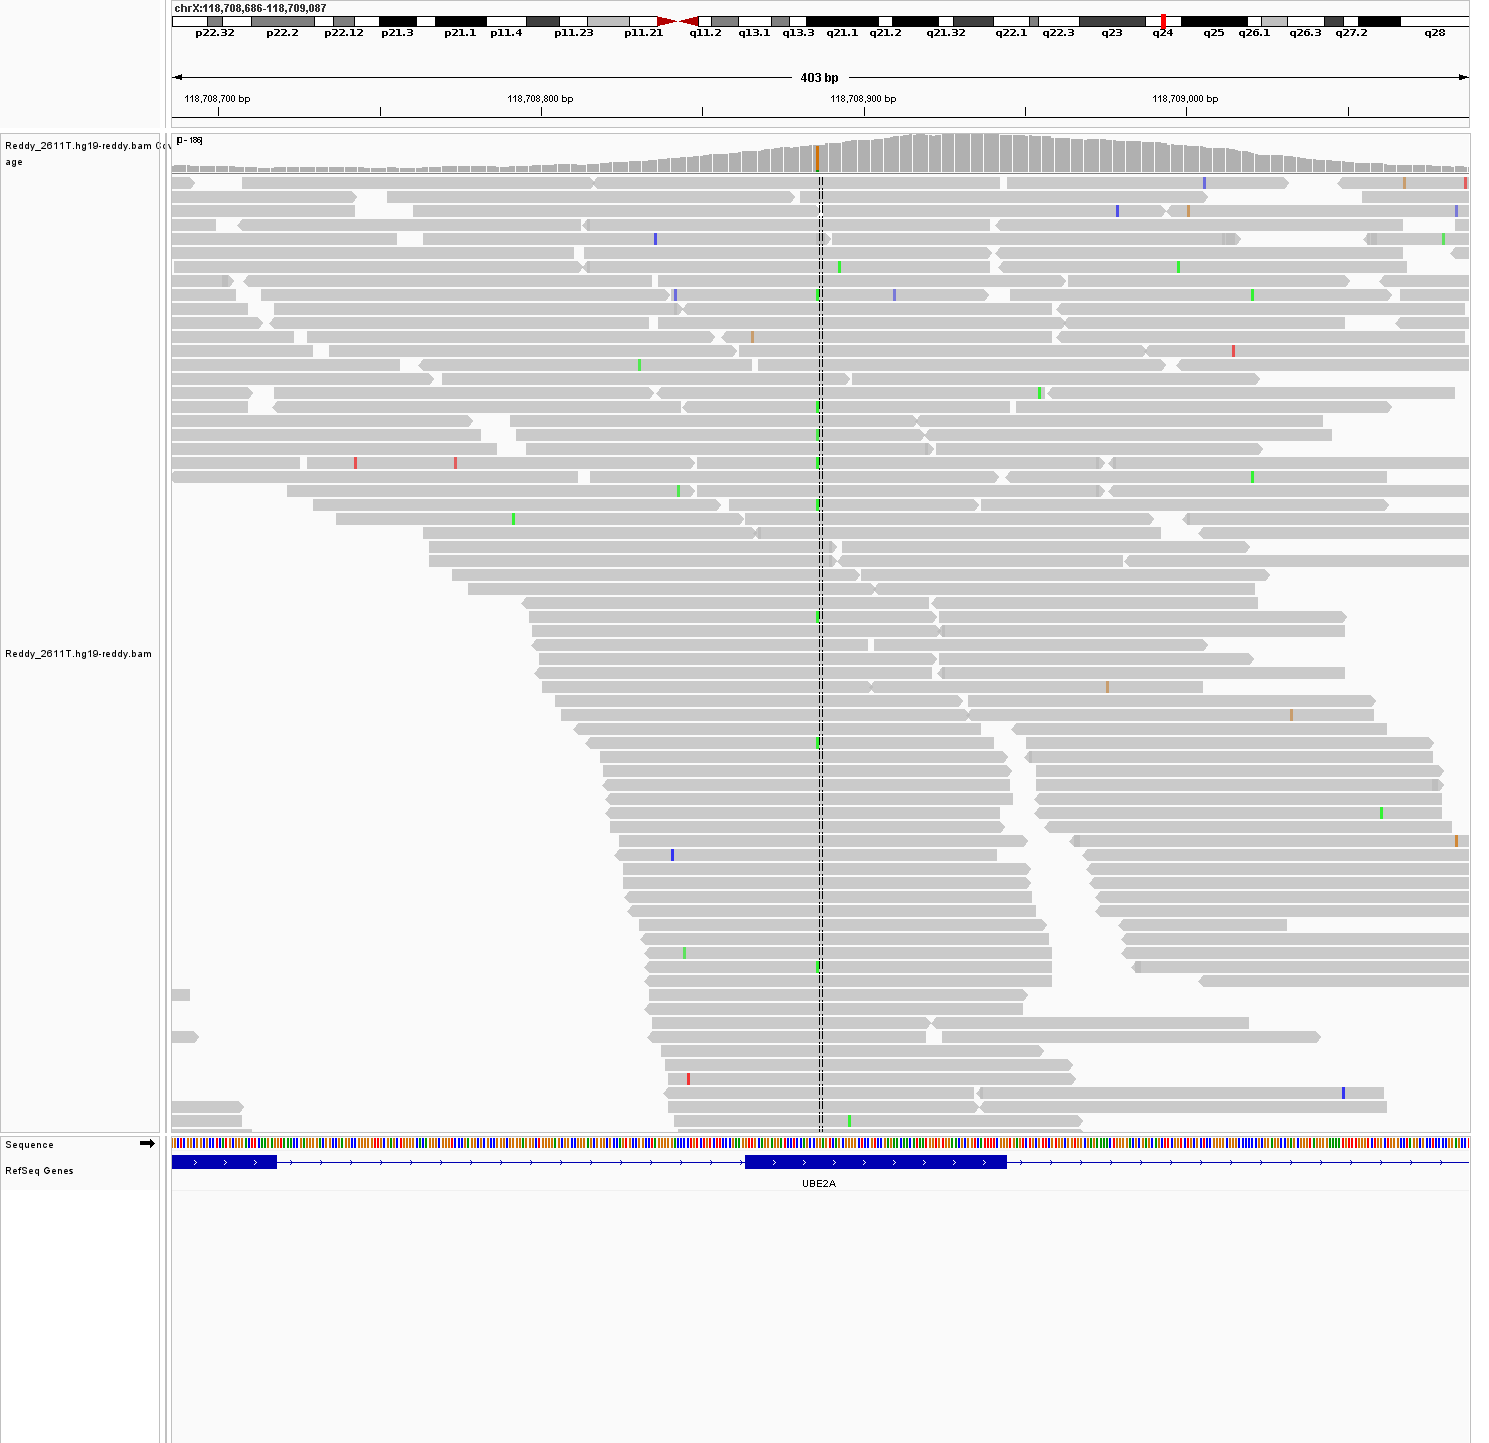 chrX:118,708,686-118,709,087
p22.32 p22.2 p22.12 p21.3 p21.1 p11.4 p11.23 p11.21 q11.2 q13.1 q13.3 q21.1 q21.2 q21.32 q22.1 q22.3 q23 q24 q25 q26.1 q26.3 q27.2 q28
403 bp
118,708,700 bp 118,708,800 bp 118,708,900 bp 118,709,000 bp
[0 - 186]
Reddy_2611T.hg19-reddy.bam Cov
age
Reddy_2611T.hg19-reddy.bam
Sequence
RefSeq Genes
UBE2A